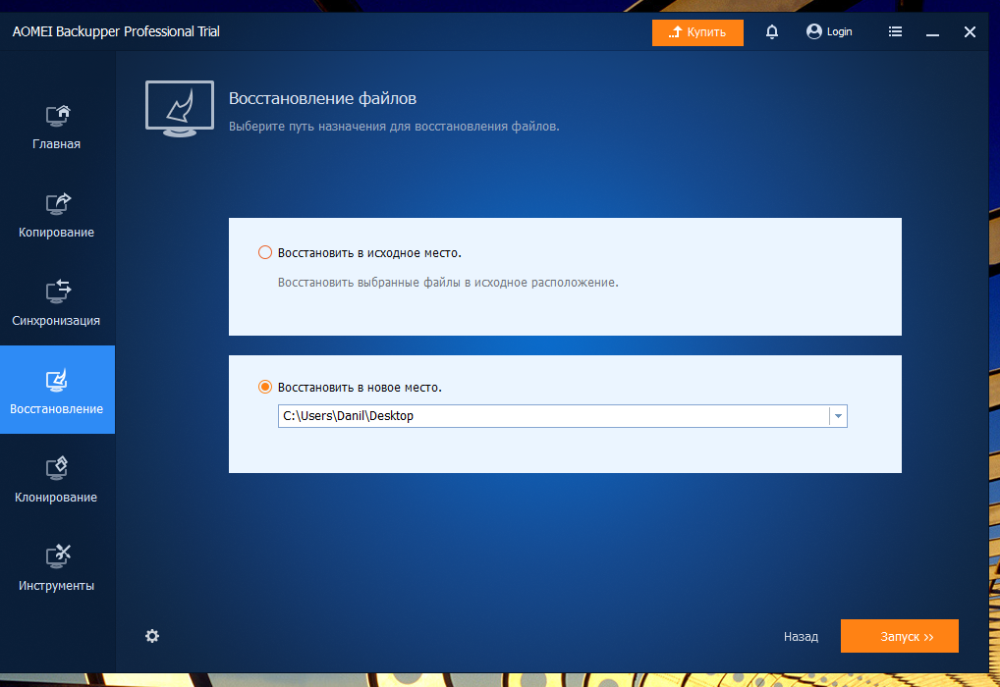 AOMEI Backupper Professional Trial
Купить
Login
Главная
Копирование
Синхронизация
Восстановление
Клонирование
Инструменты
Восстановление файлов
Выберите путь назначения для восстановления файлов.
Восстановить в исходное место.
Восстановить выбранные файлы в исходное расположение.
Восстановить в новое место.
C:\Users\Danil\Desktop
Назад
Запуск >>